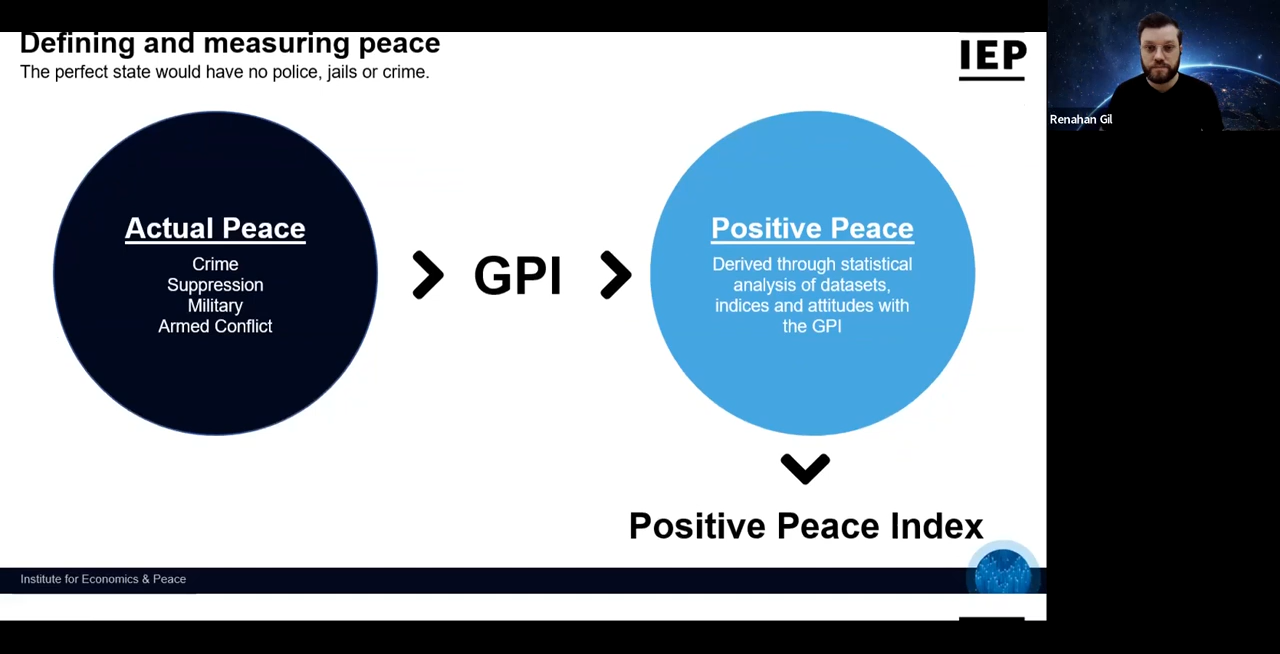 Defining and measuring peace
The perfect state would have no police, jails or crime.
IEP
Renahan Gil
Actual Peace
Crime
Suppression
Military
Armed Conflict
GPI
Positive Peace
Derived through statistical
analysis of datasets,
indices and attitudes with
the GPI
Positive Peace Index
Institute for Economics & Peace